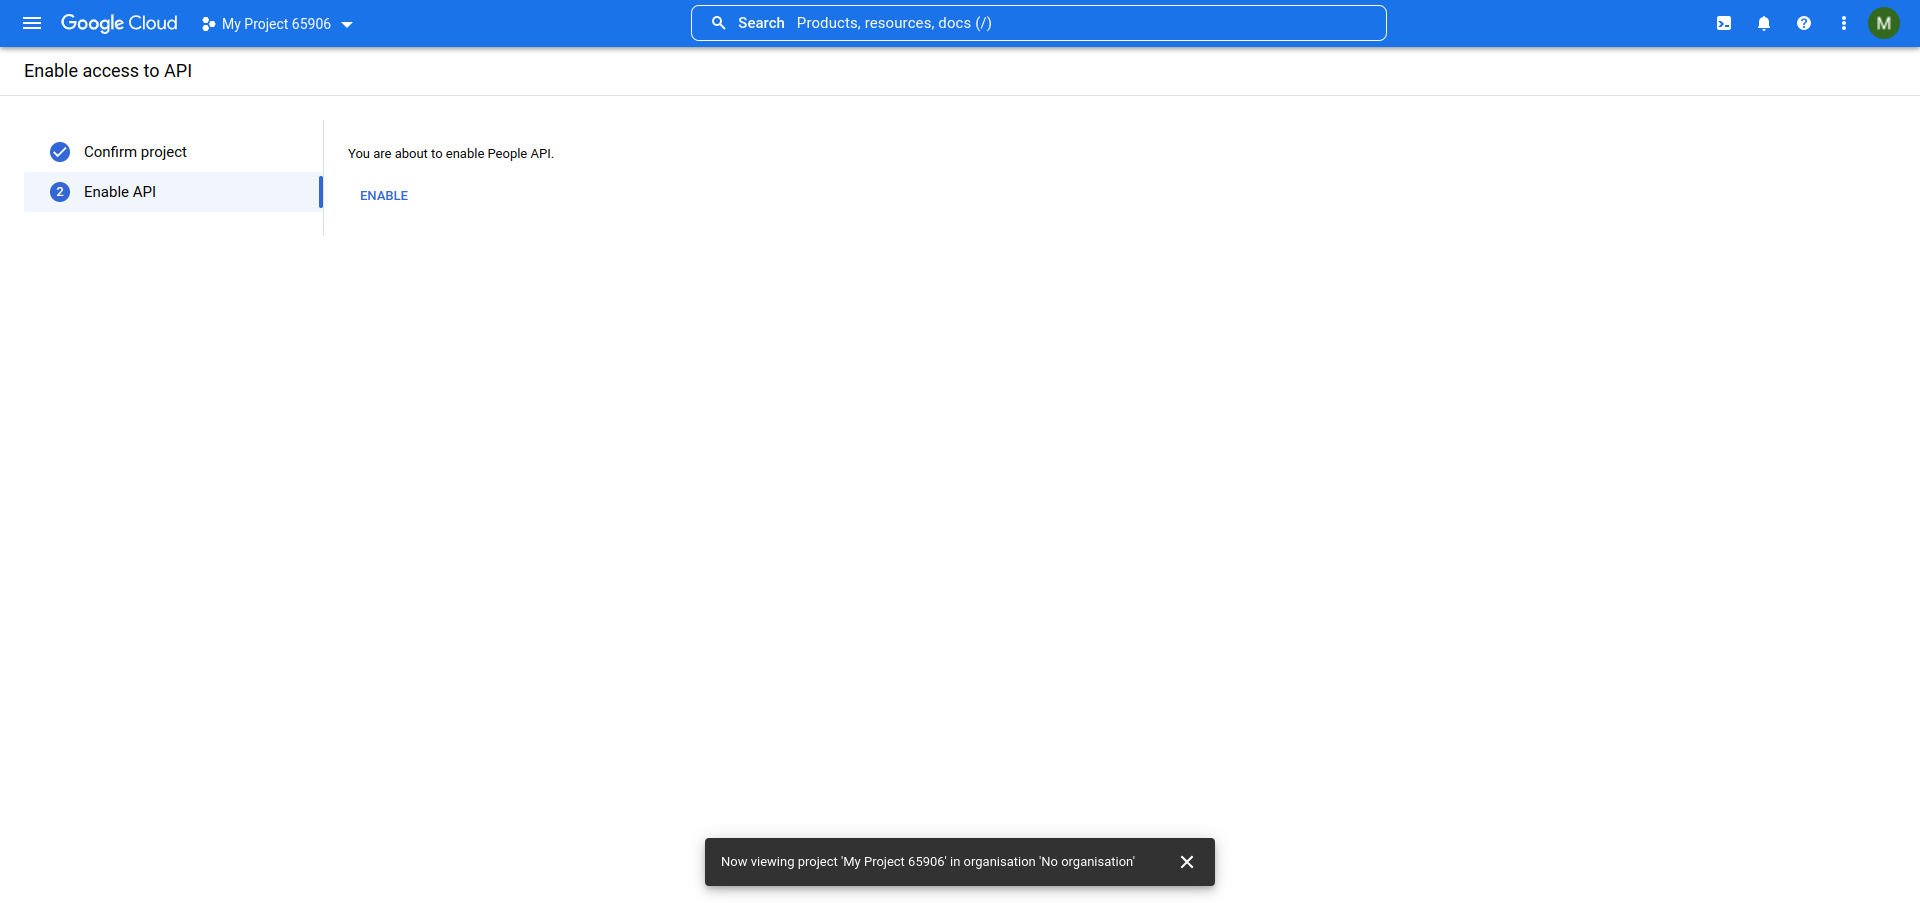 Google Cloud
My Project 65906
Search Products, resources, docs (/)
M
Enable access to API
Confirm project
You are about to enable People API.
2 Enable API
ENABLE
Now viewing project 'My Project 65906' in organisation 'No organisation'